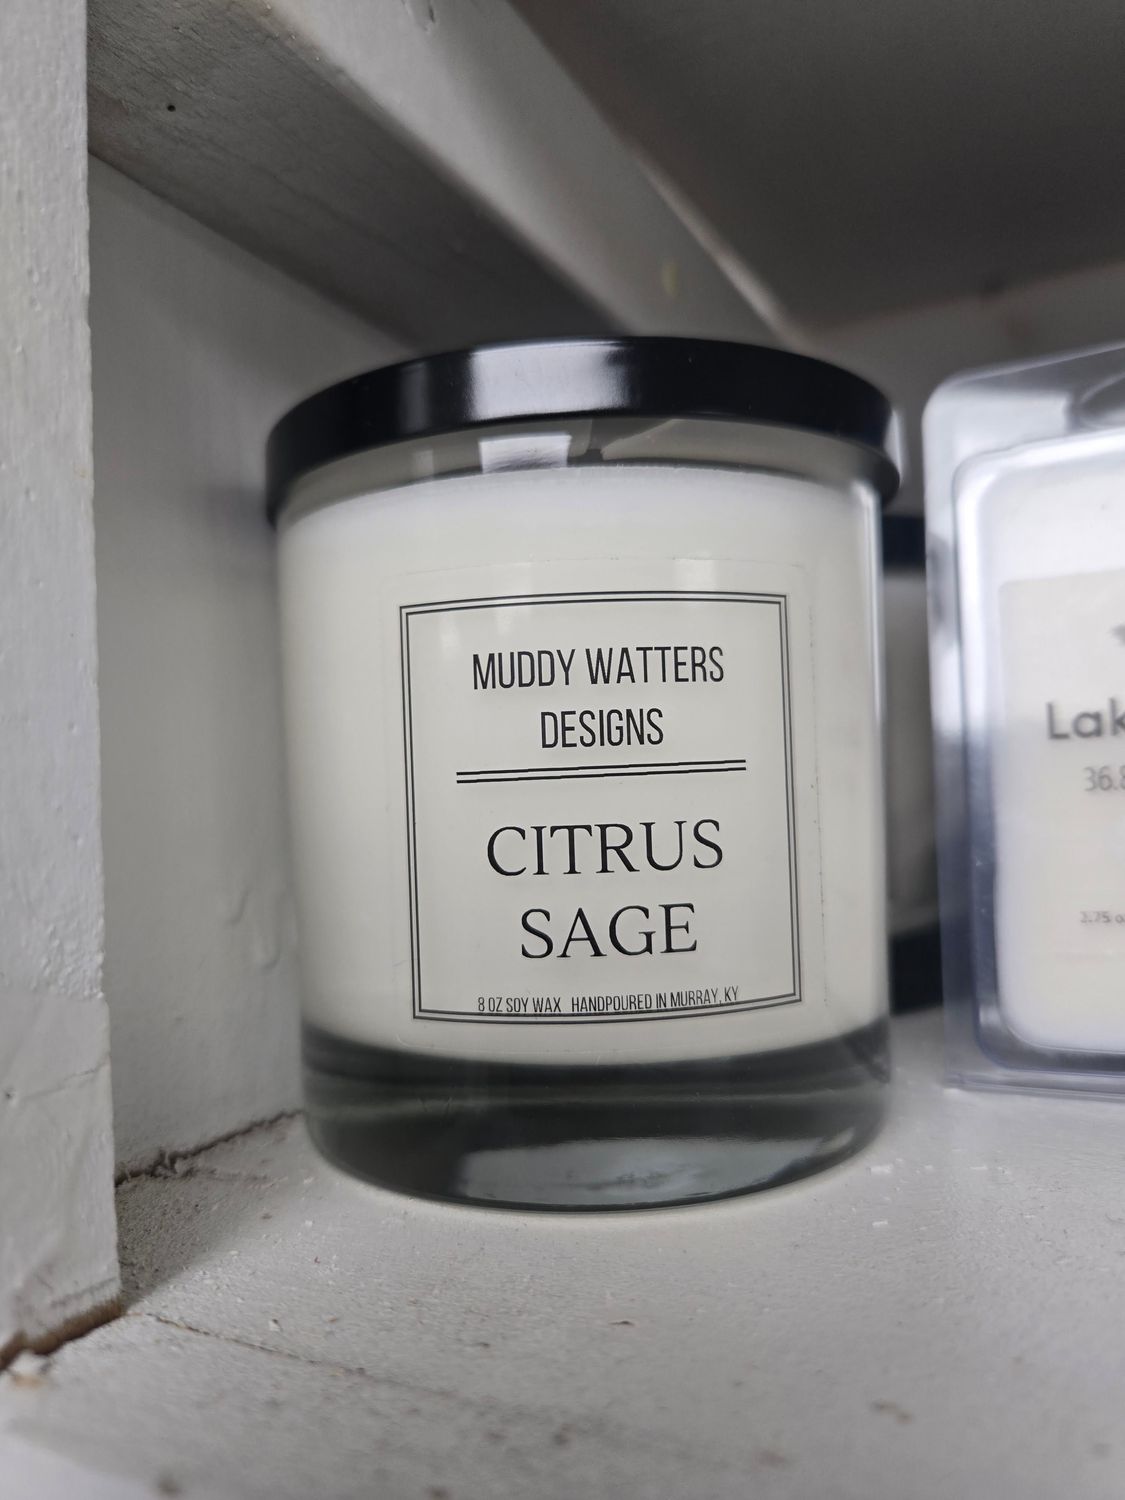 MUDDY WATTERS
DESIGNS
CITRUS
SAGE
8 OZ SOY WAX HANDPOURED IN MURRAY, KY